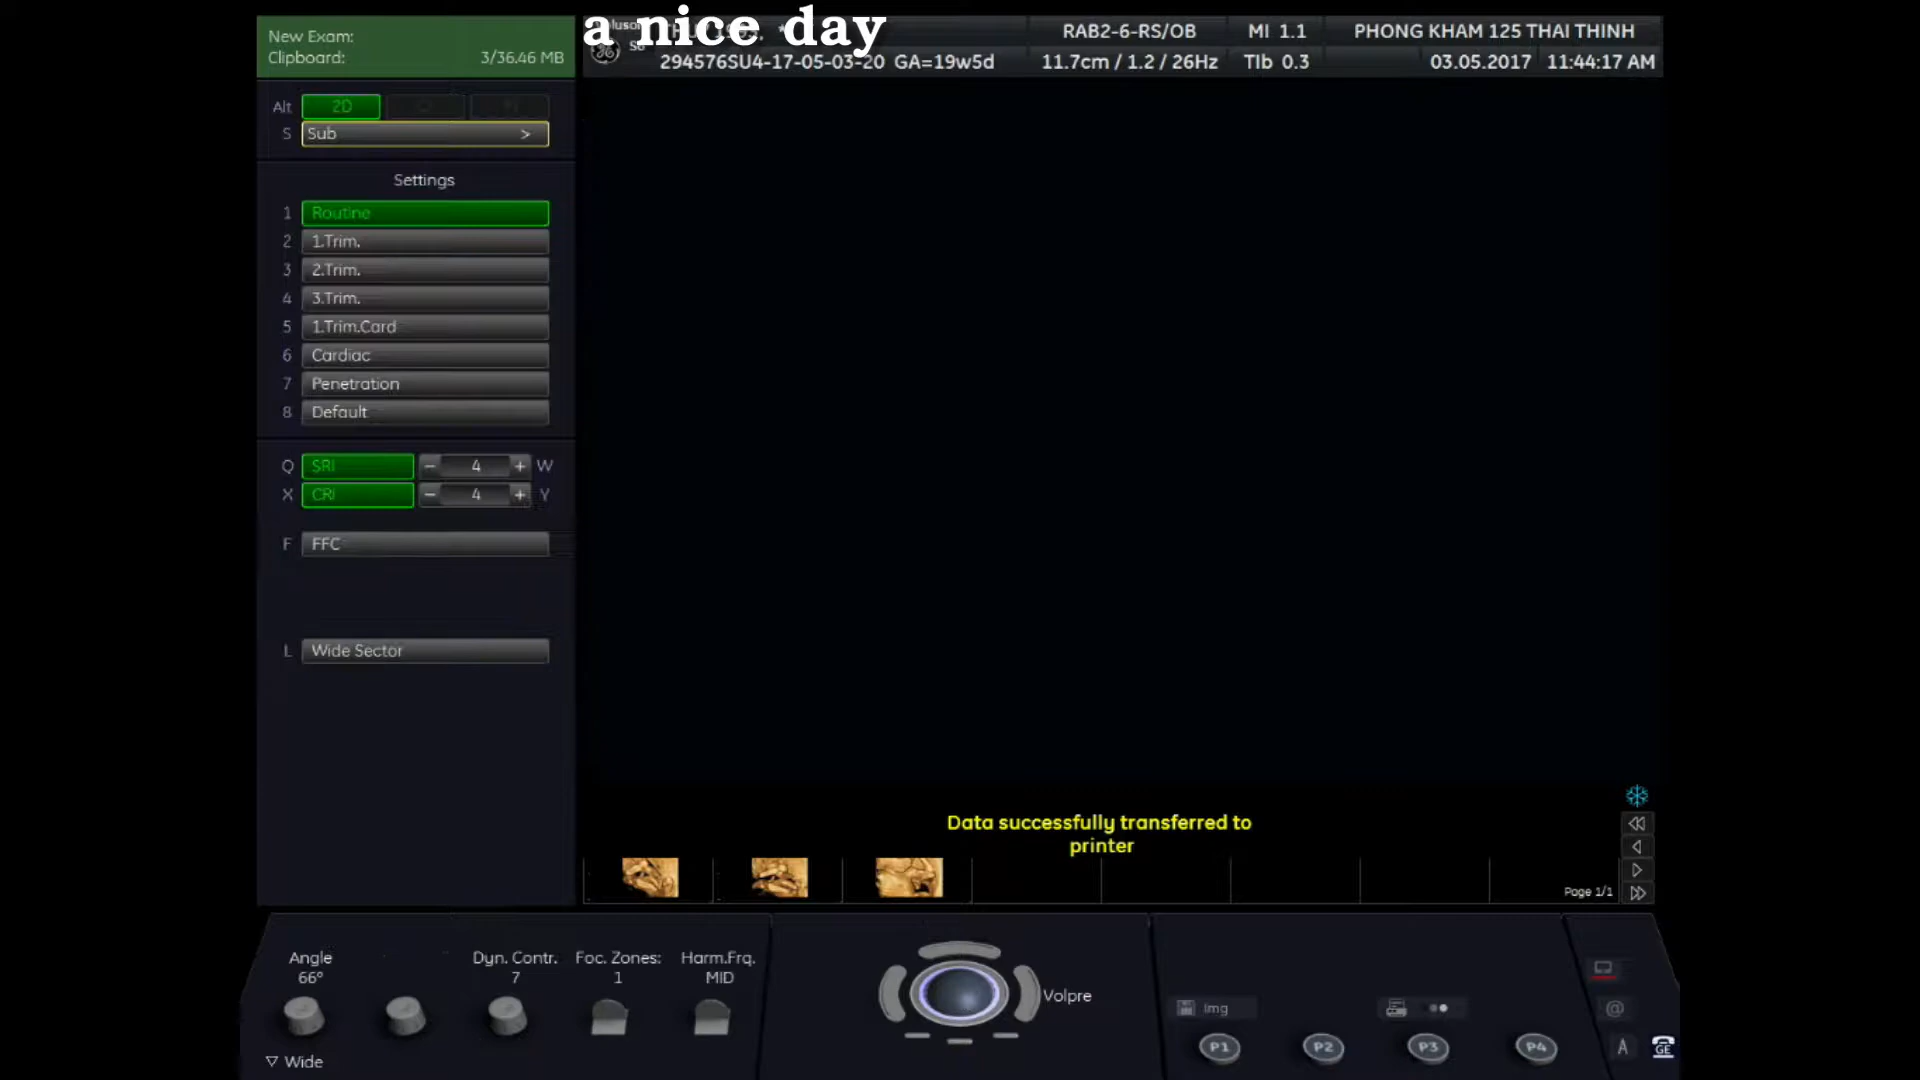 a nice day
New Exam:
Clipboard: 3/36.46 MB
RAB2-6-RS/OB MI 1.1 PHONG KHAM 125 THAI THINH
294576SU4-17-05-03-20 GA=19w5d 11.7cm / 1.2 / 26Hz TIb 0.3 03.05.2017 11:44:17 AM
Alt 2D
S Sub >
Settings
1 Routine
2 1.Trim.
3 2.Trim.
4 3.Trim.
5 1.Trim.Card
6 Cardiac
7 Penetration
8 Default
Q SRI - 4 + W
X CRI - 4 + Y
F FFC
L Wide Sector
Data successfully transferred to
printer
Page 1/1
Angle Dyn. Contr. Foc. Zones: Harm.Frq.
66° 7 1 MID
Volpre
Img
P1 P2 P3 P4
@
A GE
Wide